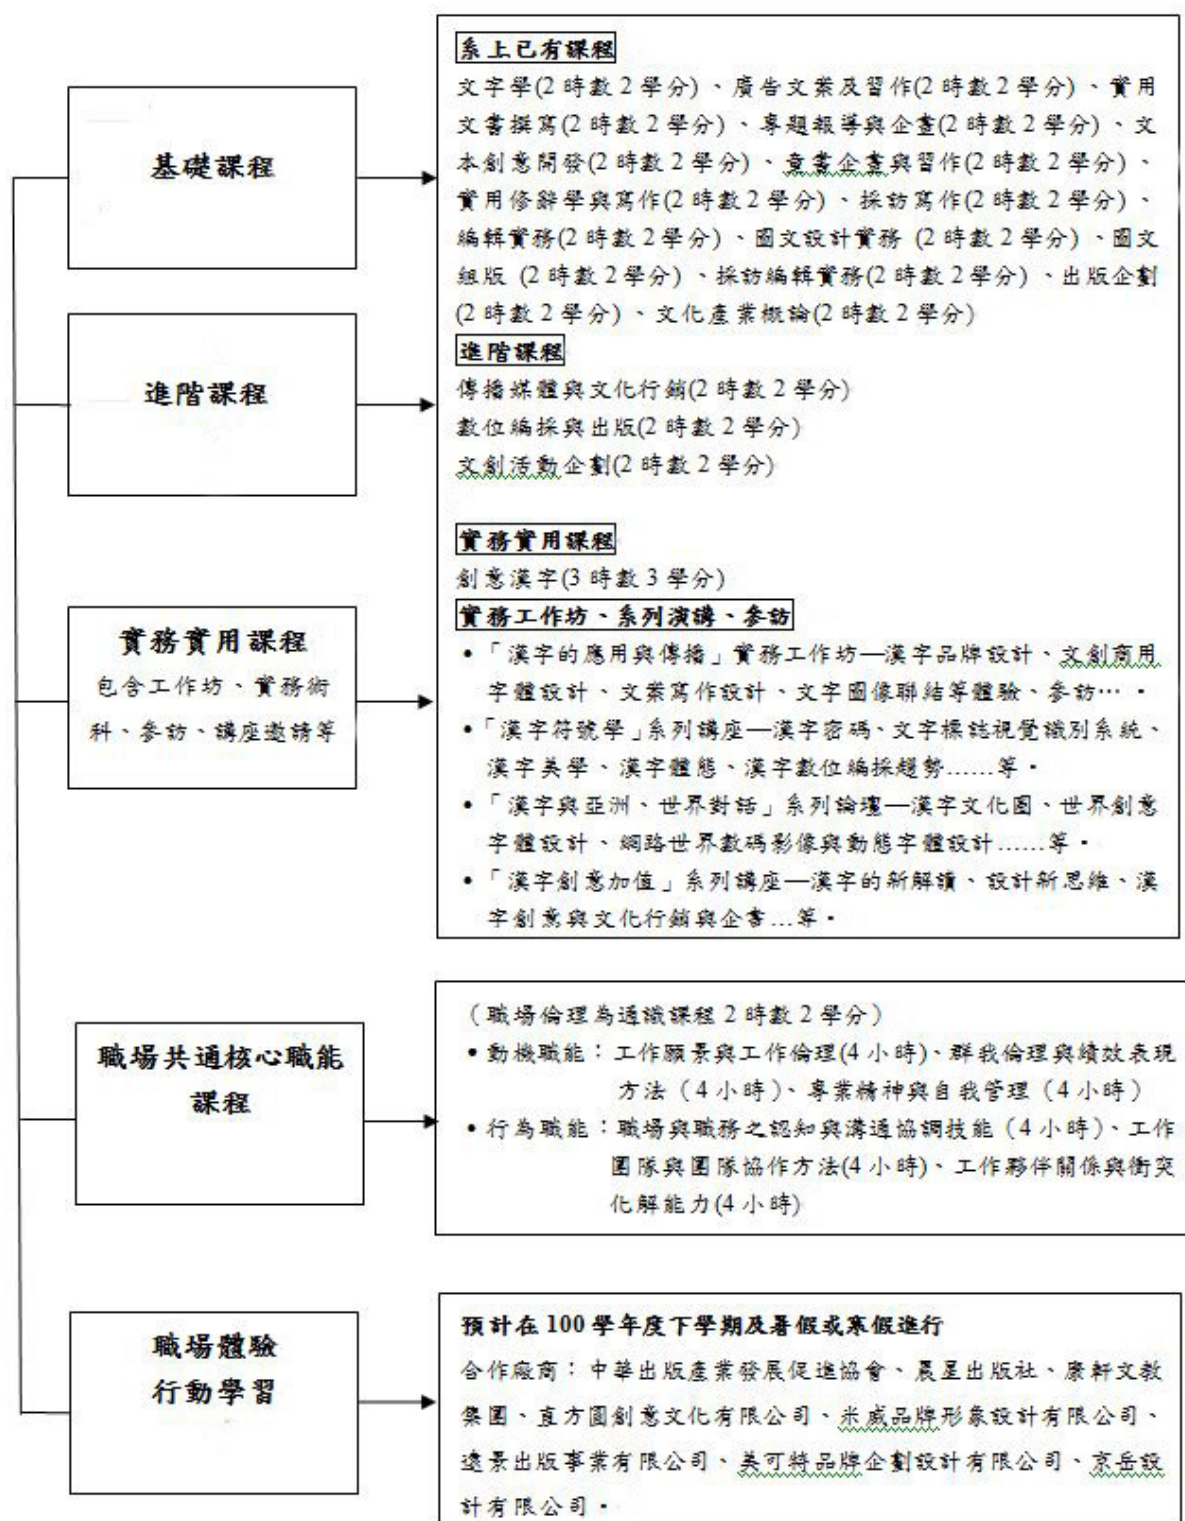 基礎課程
系上已有課程
文字學(2 時數 2 學分)、廣告文案及習作(2 時數 2 學分)、實用
文書撰寫(2 時數 2 學分)、專題報導與企畫(2 時數 2 學分)、文
本創意開發(2 時數 2 學分)、童書企畫與習作(2 時數 2 學分)、
實用修辭學與寫作(2 時數 2 學分)、採訪寫作(2 時數 2 學分)、
編輯實務(2 時數 2 學分)、圖文設計實務 (2 時數 2 學分)、圖文
組版 (2 時數 2 學分)、採訪編輯實務(2 時數 2 學分)、出版企劃
(2 時數 2 學分)、文化產業概論(2 時數 2 學分)
進階課程
進階課程
傳播媒體與文化行銷(2 時數 2 學分)
數位編採與出版(2 時數 2 學分)
文創活動企劃(2 時數 2 學分)
實務實用課程
包含工作坊、實務術
科、參訪、講座邀請等
實務實用課程
創意漢字(3 時數 3 學分)
實務工作坊、系列演講、參訪
•「漢字的應用與傳播」實務工作坊—漢字品牌設計、文創商用
字體設計、文案寫作設計、文字圖像聯結等體驗、參訪…。
•「漢字符號學」系列講座—漢字密碼、文字標誌視覺識別系統、
漢字美學、漢字體態、漢字數位編採趨勢……等。
•「漢字與亞洲、世界對話」系列論壇—漢字文化圈、世界創意
字體設計、網路世界數碼影像與動態字體設計……等。
•「漢字創意加值」系列講座—漢字的新解讀、設計新思維、漢
字創意與文化行銷與企畫…等。
職場共通核心職能
課程
（職場倫理為通識課程 2 時數 2 學分）
•動機職能：工作願景與工作倫理(4 小時)、群我倫理與績效表現
方法（4 小時）、專業精神與自我管理（4 小時）
•行為職能：職場與職務之認知與溝通協調技能（4 小時）、工作
團隊與團隊協作方法(4 小時)、工作夥伴關係與衝突
化解能力(4 小時)
職場體驗
行動學習
預計在 100 學年度下學期及暑假或寒假進行
合作廠商：中華出版產業發展促進協會、晨星出版社、康軒文教
集團、直方圖創意文化有限公司、米威品牌形象設計有限公司、
遠景出版事業有限公司、美可特品牌企劃設計有限公司、京岳設
計有限公司。